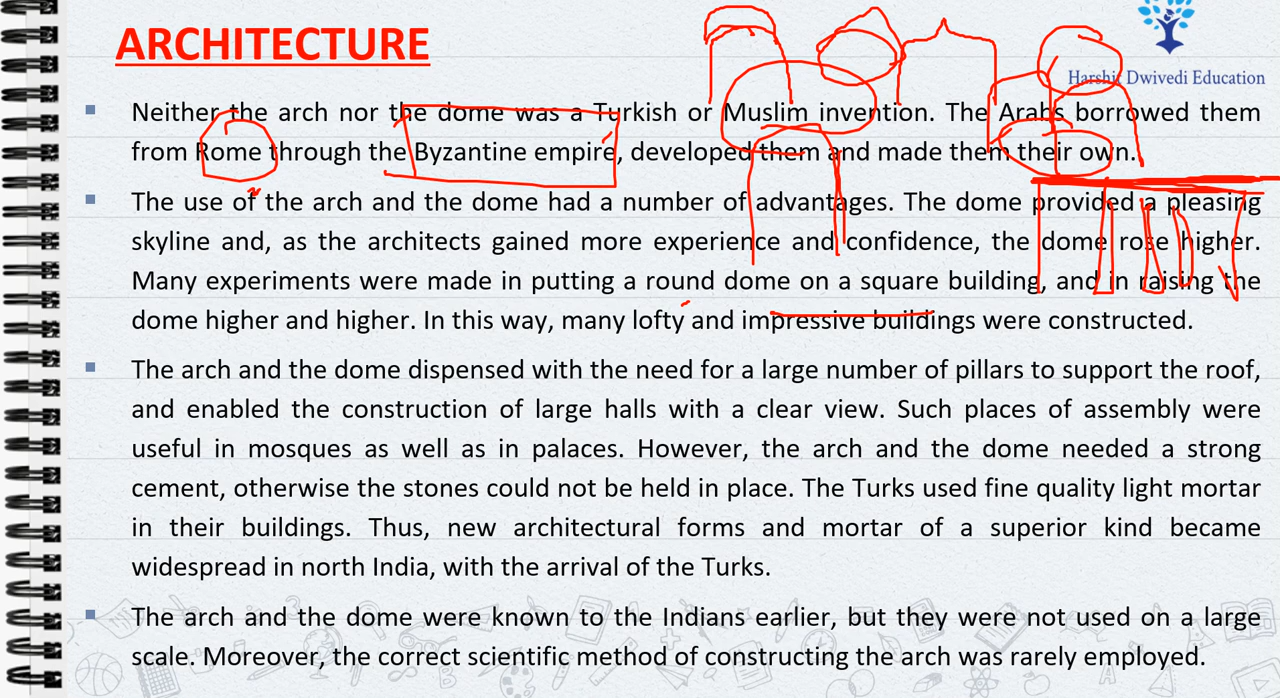 ARCHITECTURE
Harshit Dwivedi Education
Neither the arch nor the dome was a Turkish or Muslim invention. The Arabs borrowed them
from Rome through the Byzantine empire, developed them and made them their own.
The use of the arch and the dome had a number of advantages. The dome provided a pleasing
skyline and, as the architects gained more experience and confidence, the dome rose higher.
Many experiments were made in putting a round dome on a square building, and in raising the
dome higher and higher. In this way, many lofty and impressive buildings were constructed.
The arch and the dome dispensed with the need for a large number of pillars to support the roof,
and enabled the construction of large halls with a clear view. Such places of assembly were
useful in mosques as well as in palaces. However, the arch and the dome needed a strong
cement, otherwise the stones could not be held in place. The Turks used fine quality light mortar
in their buildings. Thus, new architectural forms and mortar of a superior kind became
widespread in north India, with the arrival of the Turks.
The arch and the dome were known to the Indians earlier, but they were not used on a large
scale. Moreover, the correct scientific method of constructing the arch was rarely employed.